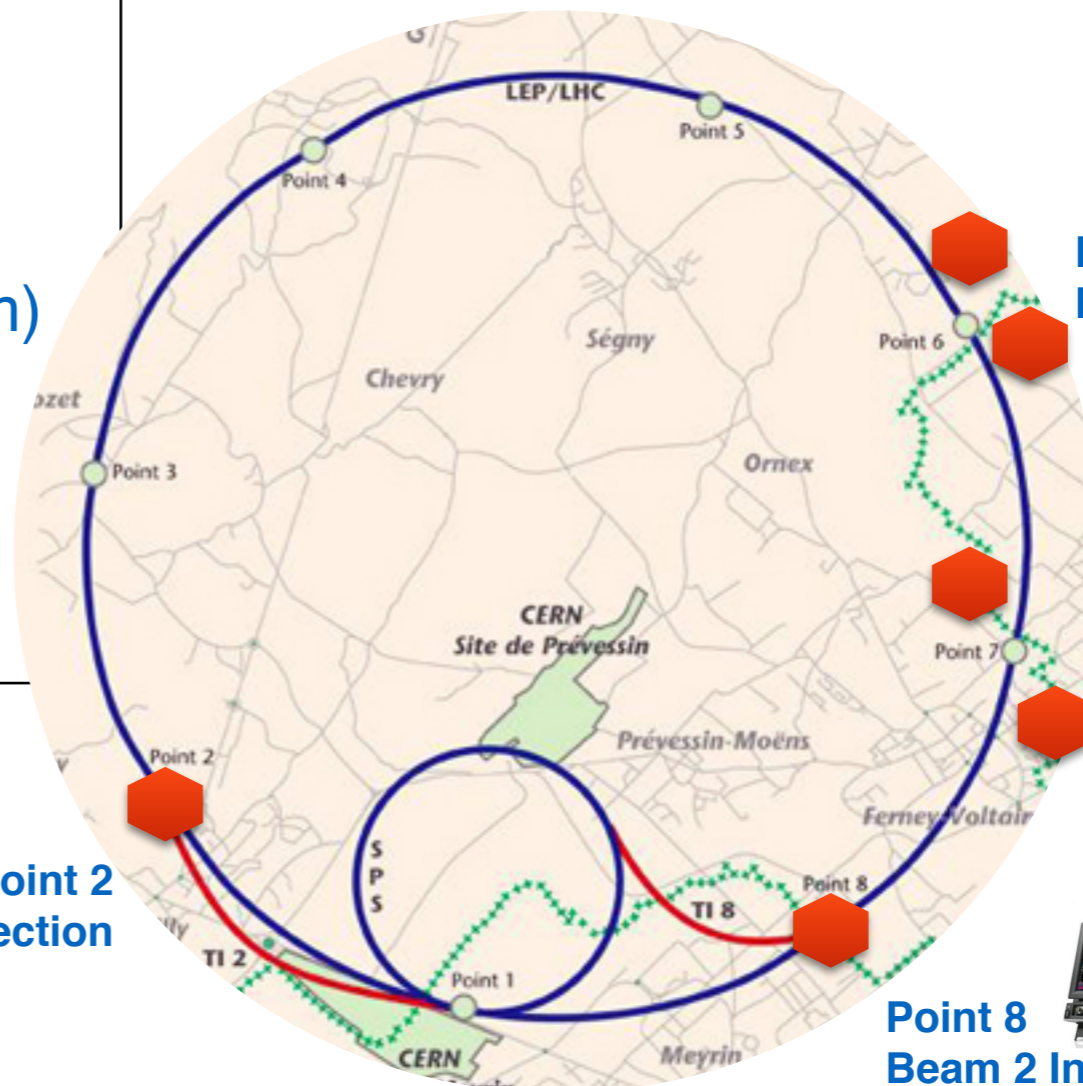 LEP/LHC
Point 5
Point 4
Point 6
Ségny
Chevry
Ornex
Point 3
CERN
Site de Prévessin
Point 7
Prévessin-Moëns
Point 2
Ferney-Voltair
SPS
Point 8
oint 2
ection
TI 8
TI 2
Point 1
Point 8
Beam 2 In
CERN
Meyrin